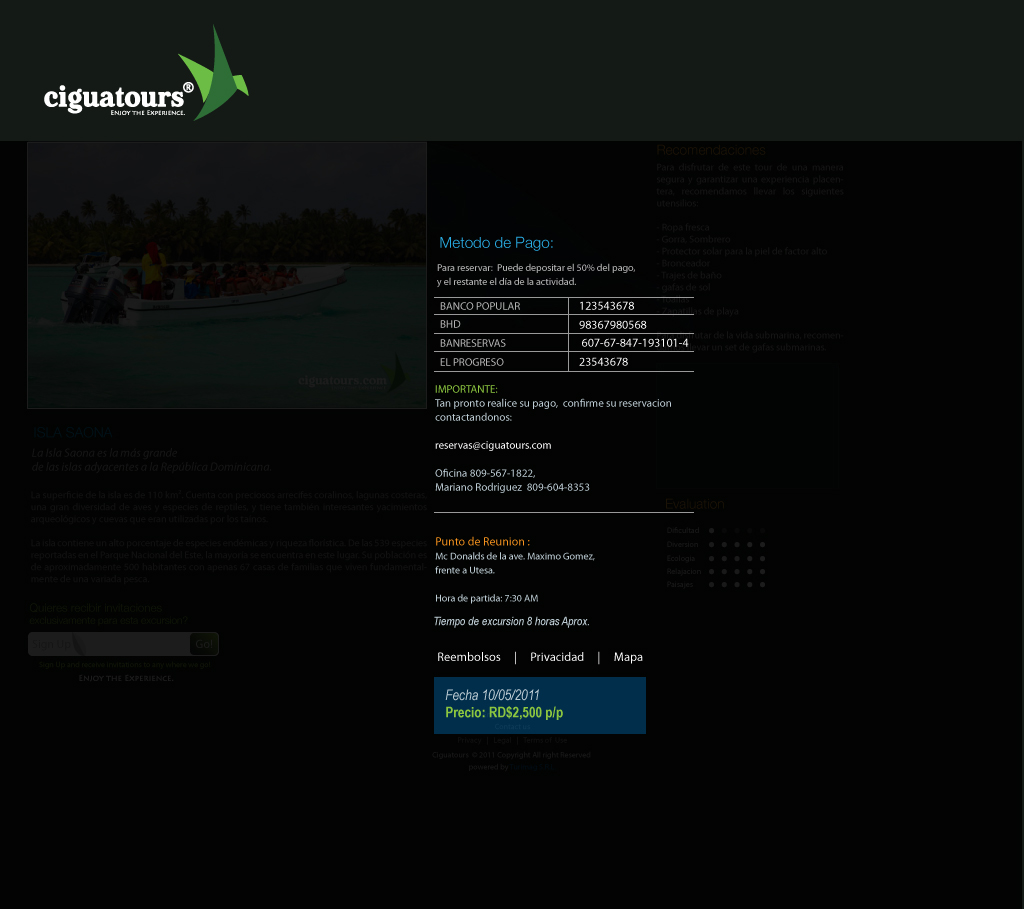 ciguatours®
ENJOY THE EXPERIENCE.
ciguatours.com
ISLA SAONA
La Isla Saona es la más grande
de las islas adyacentes a la República Dominicana.
La superficie de la isla es de 110 km². Cuenta con preciosos arrecifes coralinos, lagunas costeras,
una gran diversidad de aves y especies de reptiles, y tiene también interesantes yacimientos
arqueológicos y cuevas que eran utilizadas por los taínos.
La isla contiene un alto porcentaje de especies endémicas y riqueza florística. De las 539 especies
reportadas en el Parque Nacional del Este, la mayoría se encuentra en este lugar. Su población es
de aproximadamente 500 habitantes con apenas 67 casas de familias que viven fundamental-
mente de una variada pesca.
Quieres recibir invitaciones
exclusivamente para esta excursion?
Sign Up
Go!
ENJOY THE EXPERIENCE.
Metodo de Pago:
Para reservar: Puede depositar el 50% del pago,
y el restante el día de la actividad.
BANCO POPULAR 123543678
BHD 98367980568
BANRESERVAS 607-67-847-193101-4
EL PROGRESO 23543678
IMPORTANTE:
Tan pronto realice su pago, confirme su reservacion
contactandonos:
reservas@ciguatours.com
Oficina 809-567-1822,
Mariano Rodriguez 809-604-8353
Punto de Reunion :
Mc Donalds de la ave. Maximo Gomez,
frente a Utesa.
Hora de partida: 7:30 AM
Tiempo de excursion 8 horas Aprox.
Reembolsos | Privacidad | Mapa
Fecha 10/05/2011
Precio: RD$2,500 p/p
Privacy | Legal | Terms of Use
Ciguatours © 2011 Copyright All right Reserved
powered by
Recomendaciones
Para disfrutar de este tour de una manera
segura y garantizar una experiencia placen-
tera, recomendamos llevar los siguientes
utensilios:
- Ropa fresca
- Gorra, Sombrero
- Protector solar para la piel de factor alto
- Bronceador
- Trajes de baño
- gafas de sol
- Toallas
- Zapatillas de playa
disfrutar de la vida submarina, recomen-
llevar un set de gafas submarinas.
Evaluation
Dificultad
Diversion
Ecologia
Relajacion
Paisajes